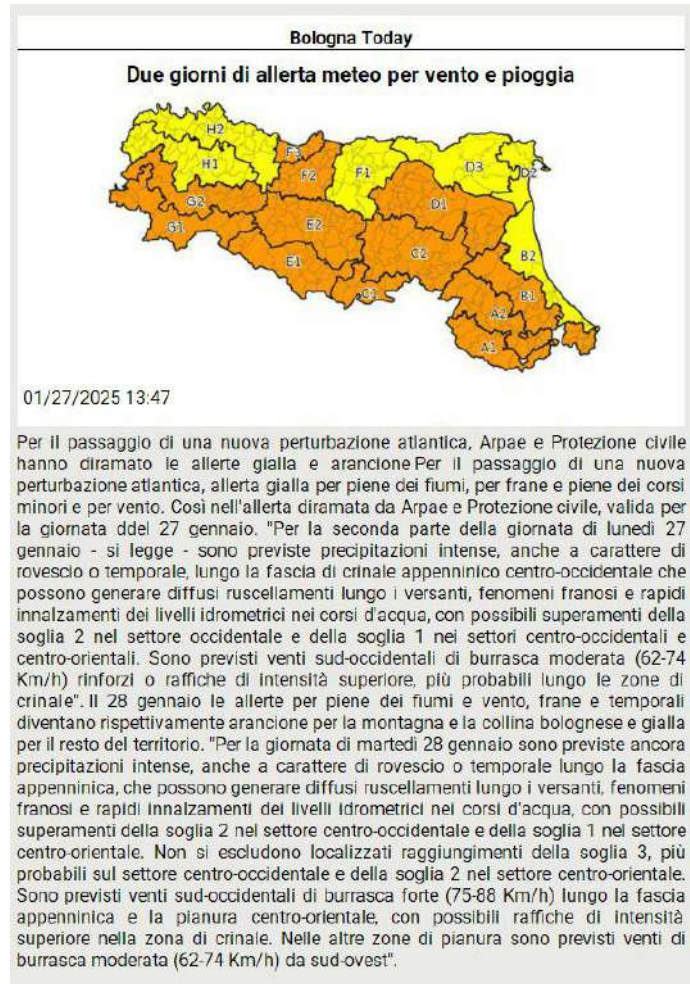 Bologna Today
Due giorni di allerta meteo per vento e pioggia
H2
H1
F3
F2
F1
D3
D2
G2
G1
E2
D1
E1
C2
B2
C1
B1
A2
A1
01/27/2025 13:47
Per il passaggio di una nuova perturbazione atlantica, Arpae e Protezione civile
hanno diramato le allerte gialla e arancione Per il passaggio di una nuova
perturbazione atlantica, allerta gialla per piene dei fiumi, per frane e piene dei corsi
minori e per vento. Così nell'allerta diramata da Arpae e Protezione civile, valida per
la giornata ddel 27 gennaio. "Per la seconda parte della giornata di lunedì 27
gennaio - si legge - sono previste precipitazioni intense, anche a carattere di
rovescio o temporale, lungo la fascia di crinale appenninico centro-occidentale che
possono generare diffusi ruscellamenti lungo i versanti, fenomeni franosi e rapidi
innalzamenti dei livelli idrometrici nei corsi d'acqua, con possibili superamenti della
soglia 2 nel settore occidentale e della soglia 1 nei settori centro-occidentali e
centro-orientali. Sono previsti venti sud-occidentali di burrasca moderata (62-74
Km/h) rinforzi o raffiche di intensità superiore, più probabili lungo le zone di
crinale". Il 28 gennaio le allerte per piene dei fiumi e vento, frane e temporali
diventano rispettivamente arancione per la montagna e la collina bolognese e gialla
per il resto del territorio. "Per la giornata di martedì 28 gennaio sono previste ancora
precipitazioni intense, anche a carattere di rovescio o temporale lungo la fascia
appenninica, che possono generare diffusi ruscellamenti lungo i versanti, fenomeni
franosi e rapidi innalzamenti dei livelli idrometrici nei corsi d'acqua, con possibili
superamenti della soglia 2 nel settore centro-occidentale e della soglia 1 nel settore
centro-orientale. Non si escludono localizzati raggiungimenti della soglia 3, più
probabili sul settore centro-occidentale e della soglia 2 nel settore centro-orientale.
Sono previsti venti sud-occidentali di burrasca forte (75-88 Km/h) lungo la fascia
appenninica e la pianura centro-orientale, con possibili raffiche di intensità
superiore nella zona di crinale. Nelle altre zone di pianura sono previsti venti di
burrasca moderata (62-74 Km/h) da sud-ovest".